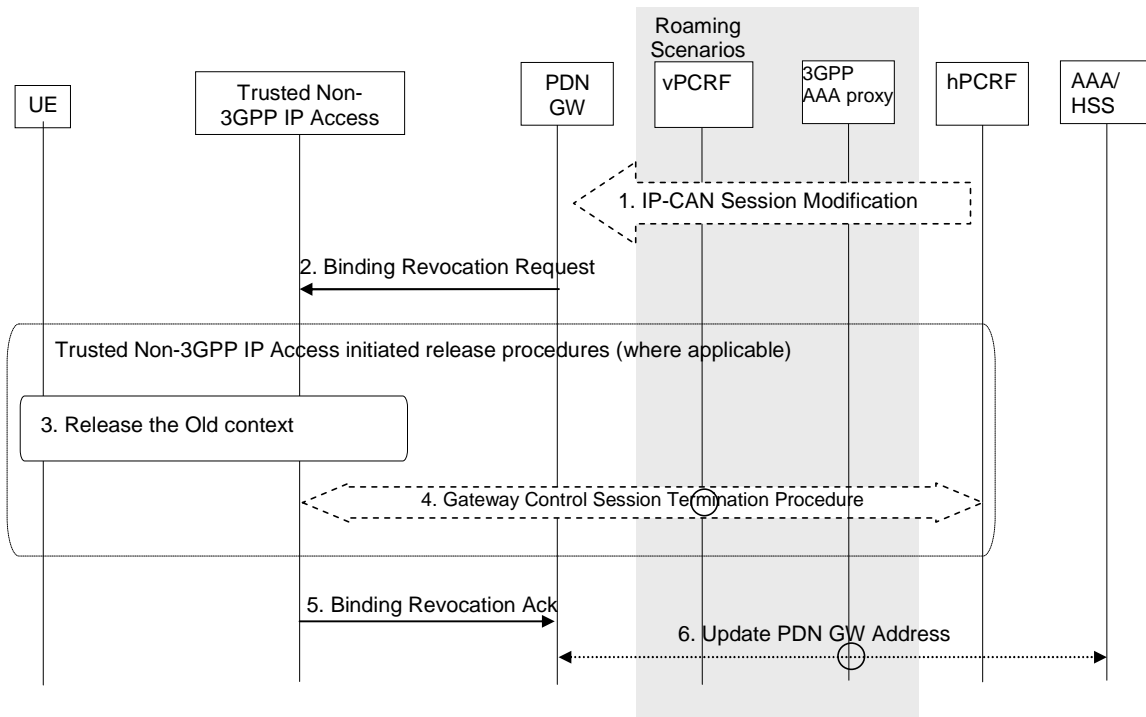 Roaming
Scenarios
UE
Trusted Non-
3GPP IP Access
PDN
GW
vPCRF
3GPP
AAA proxy
hPCRF
AAA/
HSS
1. IP-CAN Session Modification
2. Binding Revocation Request
Trusted Non-3GPP IP Access initiated release procedures (where applicable)
3. Release the Old context
4. Gateway Control Session Termination Procedure
5. Binding Revocation Ack
6. Update PDN GW Address